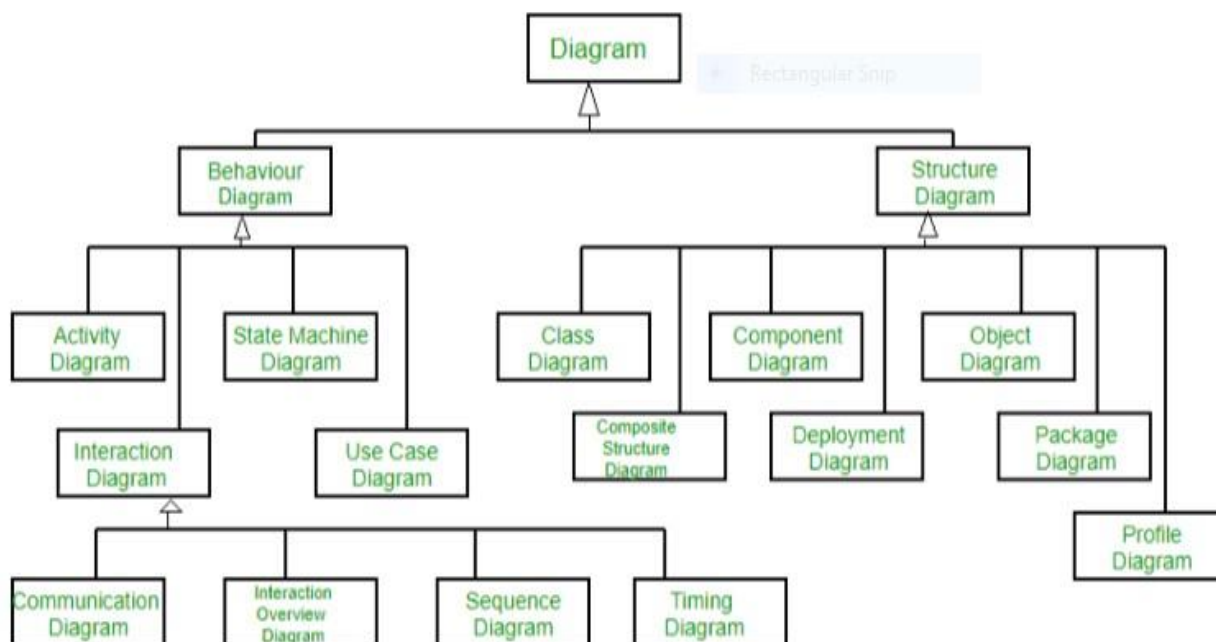 Diagram
Rectangular Snip
Behaviour
Diagram
Structure
Diagram
Activity
Diagram
State Machine
Diagram
Class
Diagram
Component
Diagram
Object
Diagram
Interaction
Diagram
Use Case
Diagram
Composite
Structure
Diagram
Deployment
Diagram
Package
Diagram
Profile
Diagram
Communication
Diagram
Interaction
Overview
Diagram
Sequence
Diagram
Timing
Diagram